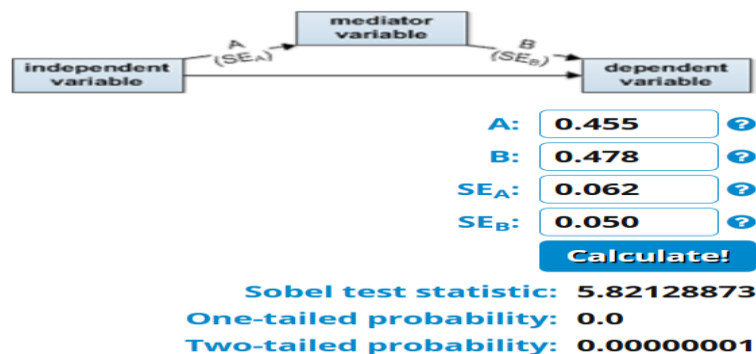 mediator
variable
A
(SEA)
B
(SEB)
independent
variable
dependent
variable
A: 0.455 ?
B: 0.478 ?
SEA: 0.062 ?
SEB: 0.050 ?
Calculate!
Sobel test statistic: 5.82128873
One-tailed probability: 0.0
Two-tailed probability: 0.00000001